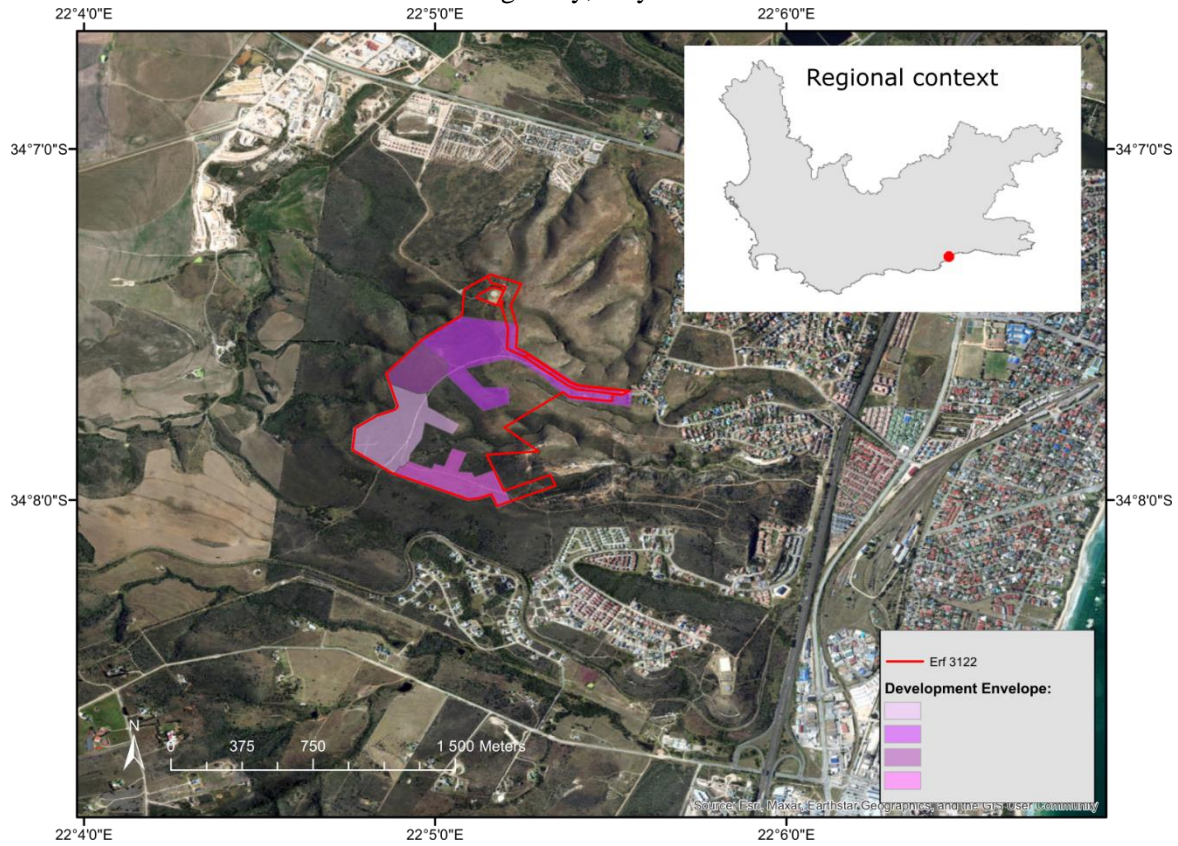 22°4'0"E 22°5'0"E 22°6'0"E
Regional context
34°7'0"S 34°7'0"S
34°8'0"S 34°8'0"S
Erf 3122
Development Envelope:
N
0 375 750 1 500 Meters
Source: Esri, Maxar, Earthstar Geographics, and the GIS User Community
22°4'0"E 22°5'0"E 22°6'0"E